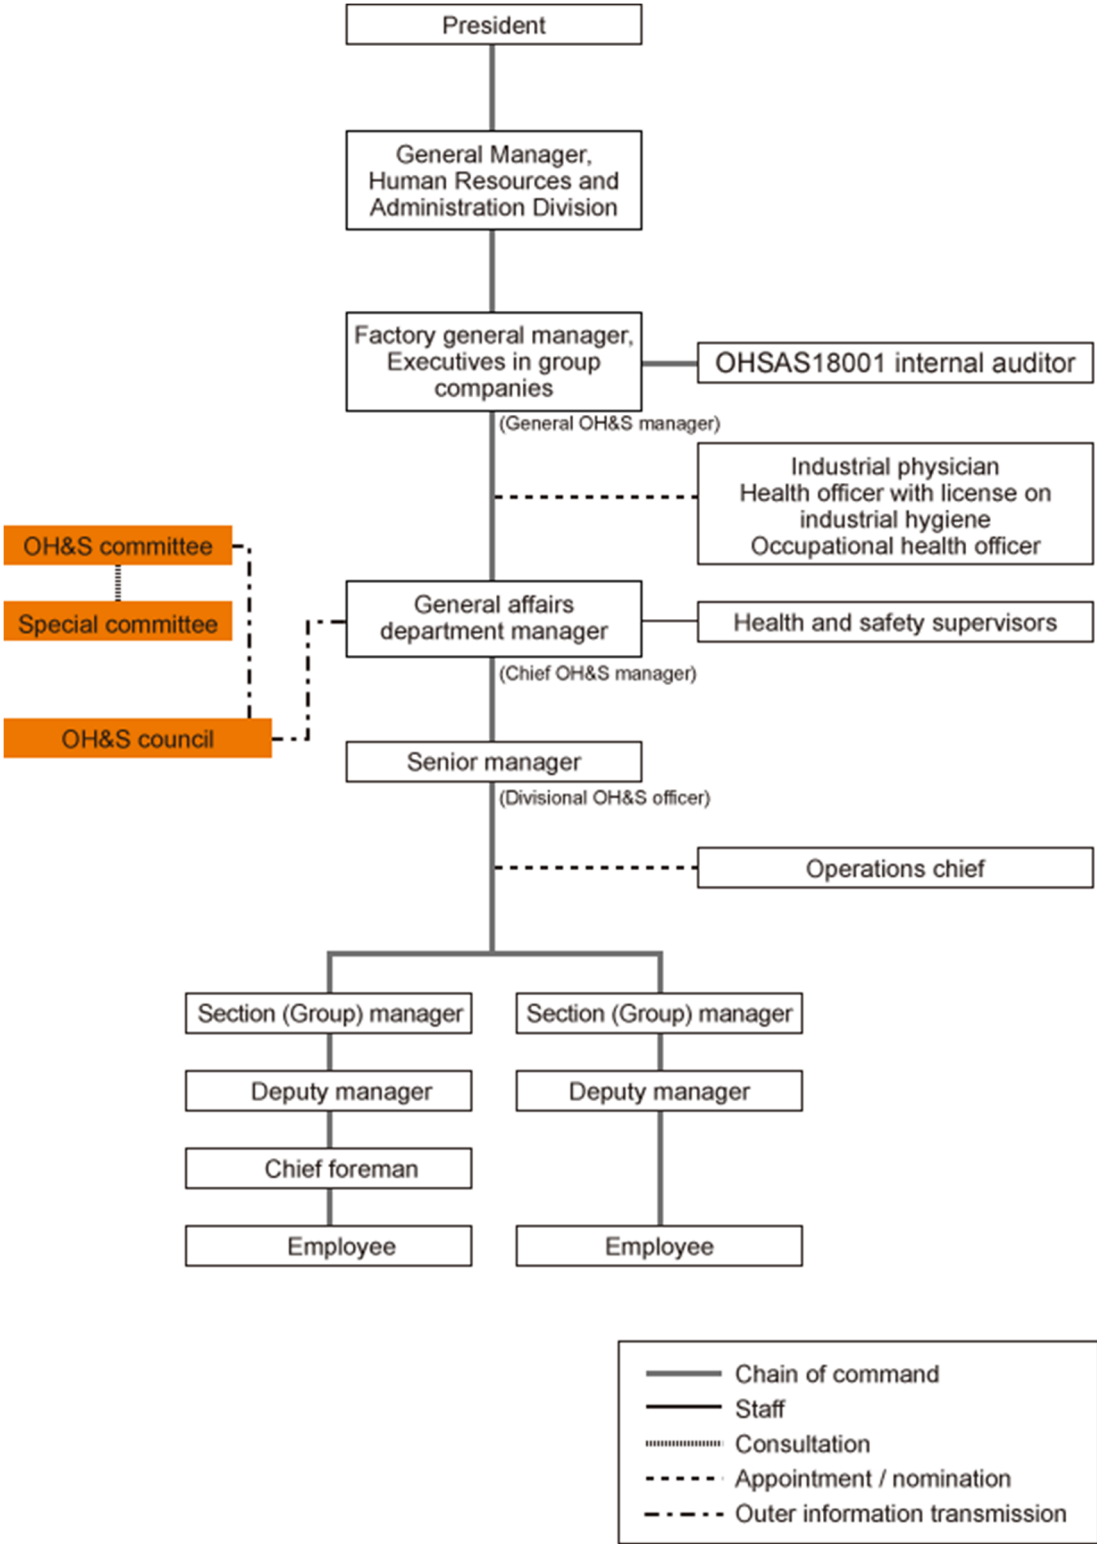 President
General Manager,
Human Resources and
Administration Division
Factory general manager,
Executives in group
companies
OHSAS18001 internal auditor
(General OH&S manager)
Industrial physician
Health officer with license on
industrial hygiene
Occupational health officer
OH&S committee
Special committee
General affairs
department manager
Health and safety supervisors
(Chief OH&S manager)
OH&S council
Senior manager
(Divisional OH&S officer)
Operations chief
Section (Group) manager
Section (Group) manager
Deputy manager
Deputy manager
Chief foreman
Employee
Employee
Chain of command
Staff
Consultation
Appointment / nomination
Outer information transmission